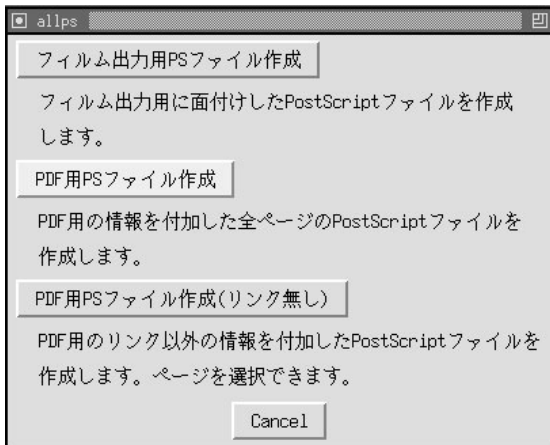 allps
フィルム出力用PSファイル作成
フィルム出力用に面付けしたPostScriptファイルを作成
します。
PDF用PSファイル作成
PDF用の情報を付加した全ページのPostScriptファイルを
作成します。
PDF用PSファイル作成(リンク無し)
PDF用のリンク以外の情報を付加したPostScriptファイルを
作成します。ページを選択できます。
Cancel